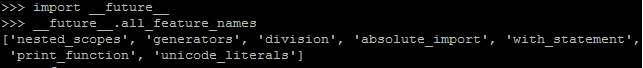 >>> import __future__
>>> __future__.all_feature_names
['nested_scopes', 'generators', 'division', 'absolute_import', 'with_statement',
 'print_function', 'unicode_literals']